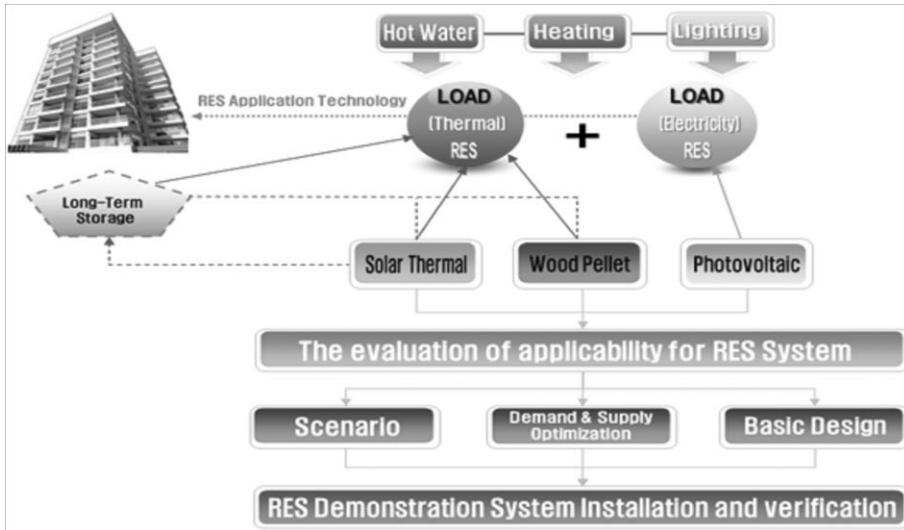 Hot Water
Heating
Lighting
RES Application Technology
LOAD
(Thermal)
RES
+
LOAD
(Electricity)
RES
Long-Term
Storage
Solar Thermal
Wood Pellet
Photovoltaic
The evaluation of applicability for RES System
Scenario
Demand & Supply
Optimization
Basic Design
RES Demonstration System Installation and verification